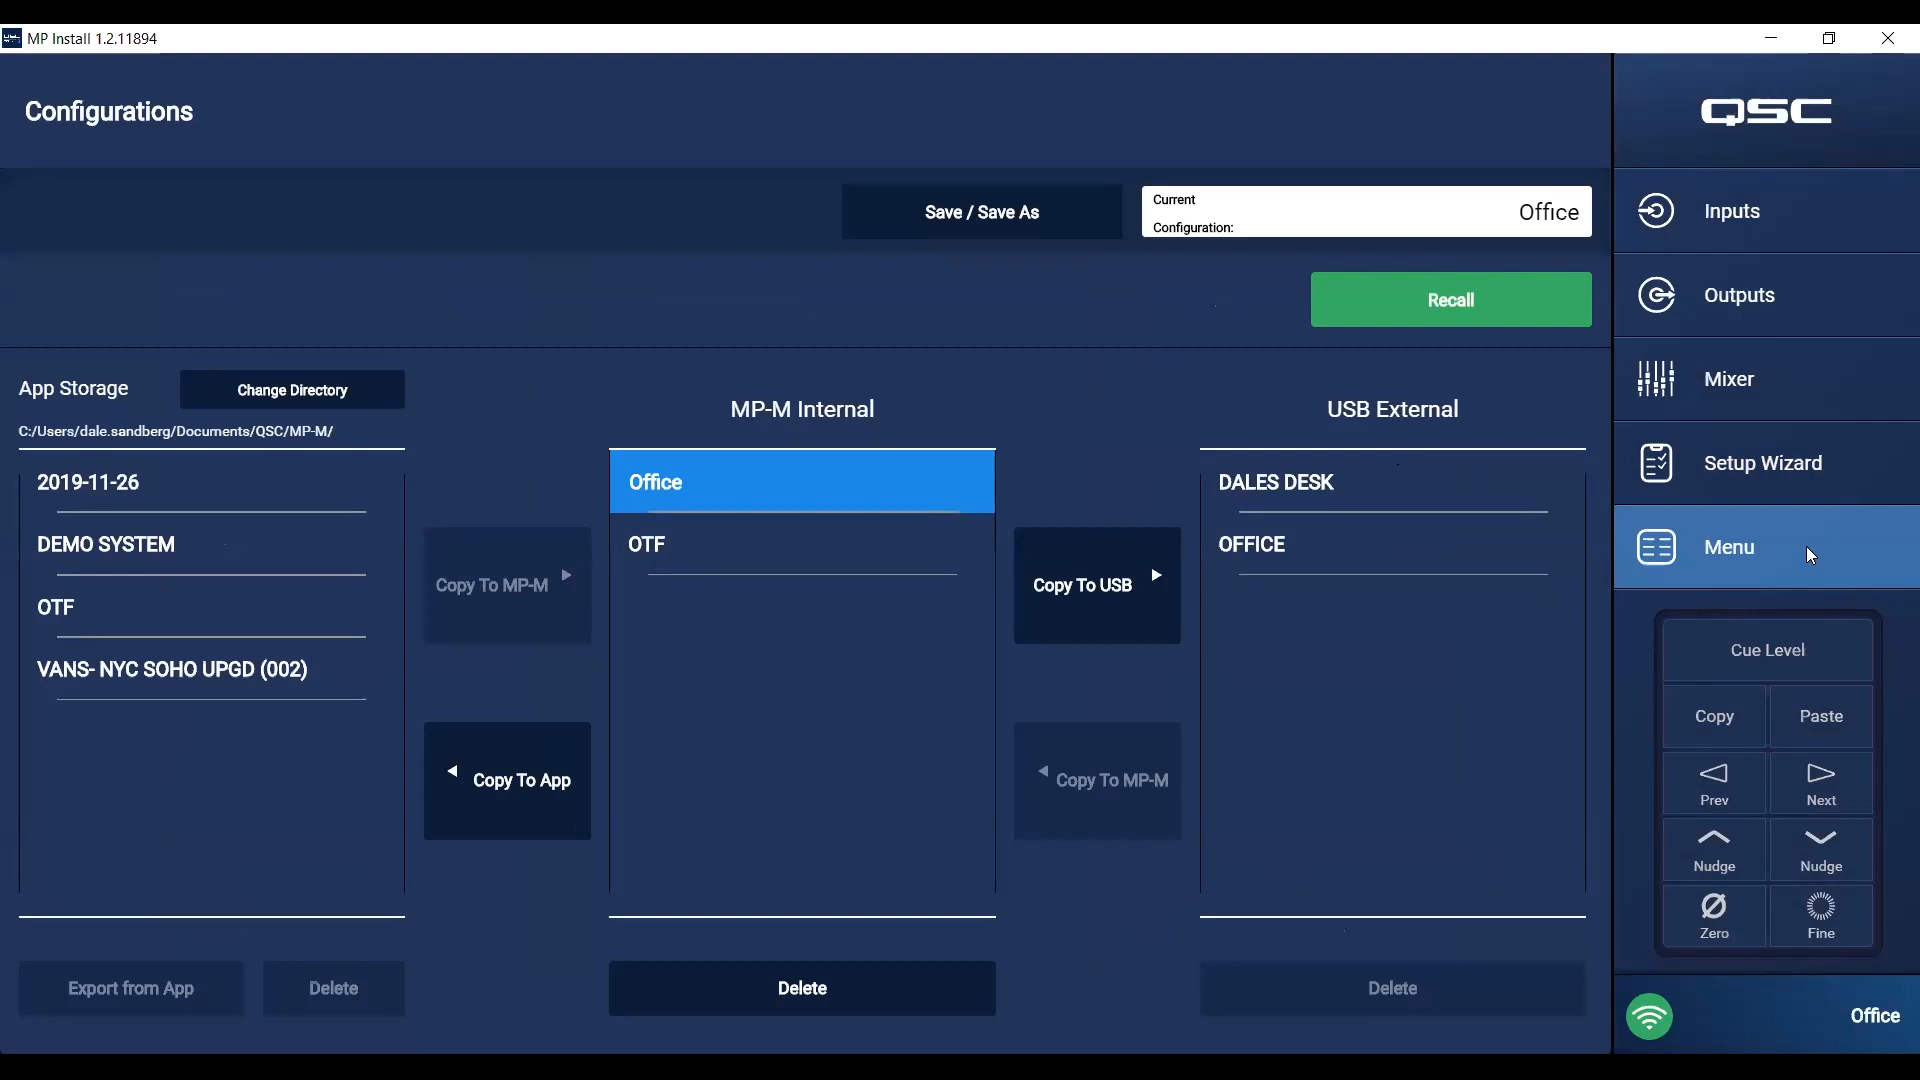 MP Install 1.2.11894
Configurations
QSC
Save / Save As
Current
Configuration:
Office
Recall
App Storage
Change Directory
C:/Users/dale.sandberg/Documents/QSC/MP-M/
2019-11-26
DEMO SYSTEM
OTF
VANS- NYC SOHO UPGD (002)
Export from App
Delete
Copy To MP-M
Copy To App
MP-M Internal
Office
OTF
Delete
Copy To USB
Copy To MP-M
USB External
DALES DESK
OFFICE
Delete
Inputs
Outputs
Mixer
Setup Wizard
Menu
Cue Level
Copy
Paste
Prev
Next
Nudge
Nudge
Zero
Fine
Office